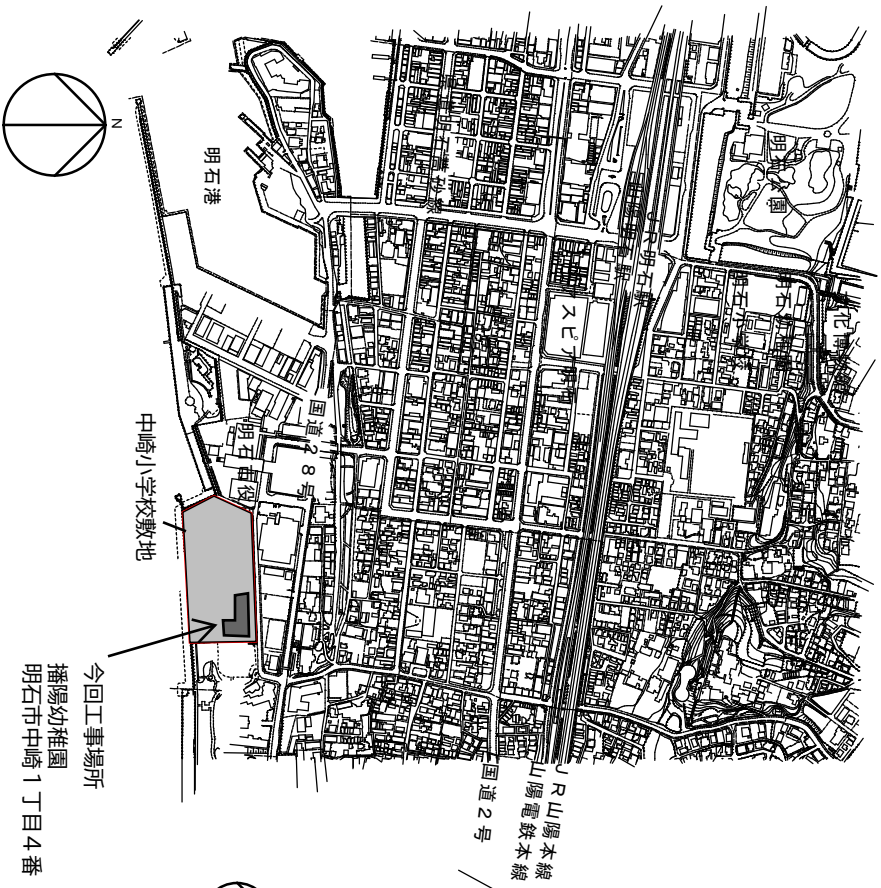 N
明石港
中崎小学校敷地
明石市役
国道２８号
スピア明石
ＪＲ明石駅
明石公園
今回工事場所
播陽幼稚園
明石市中崎１丁目４番
国道２号
ＪＲ山陽本線
山陽電鉄本線